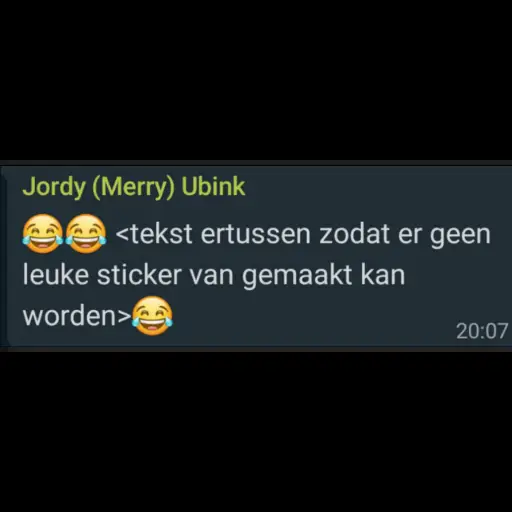 Jordy (Merry) Ubink
😂😂 <tekst ertussen zodat er geen
leuke sticker van gemaakt kan
worden>😂
20:07